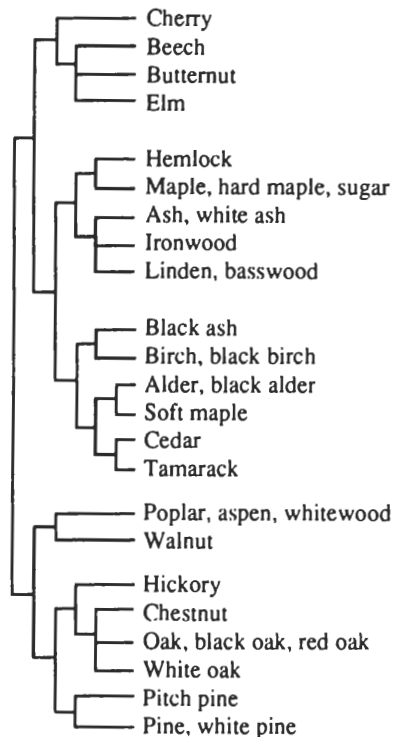 Cherry
Beech
Butternut
Elm
Hemlock
Maple, hard maple, sugar
Ash, white ash
Ironwood
Linden, basswood
Black ash
Birch, black birch
Alder, black alder
Soft maple
Cedar
Tamarack
Poplar, aspen, whitewood
Walnut
Hickory
Chestnut
Oak, black oak, red oak
White oak
Pitch pine
Pine, white pine